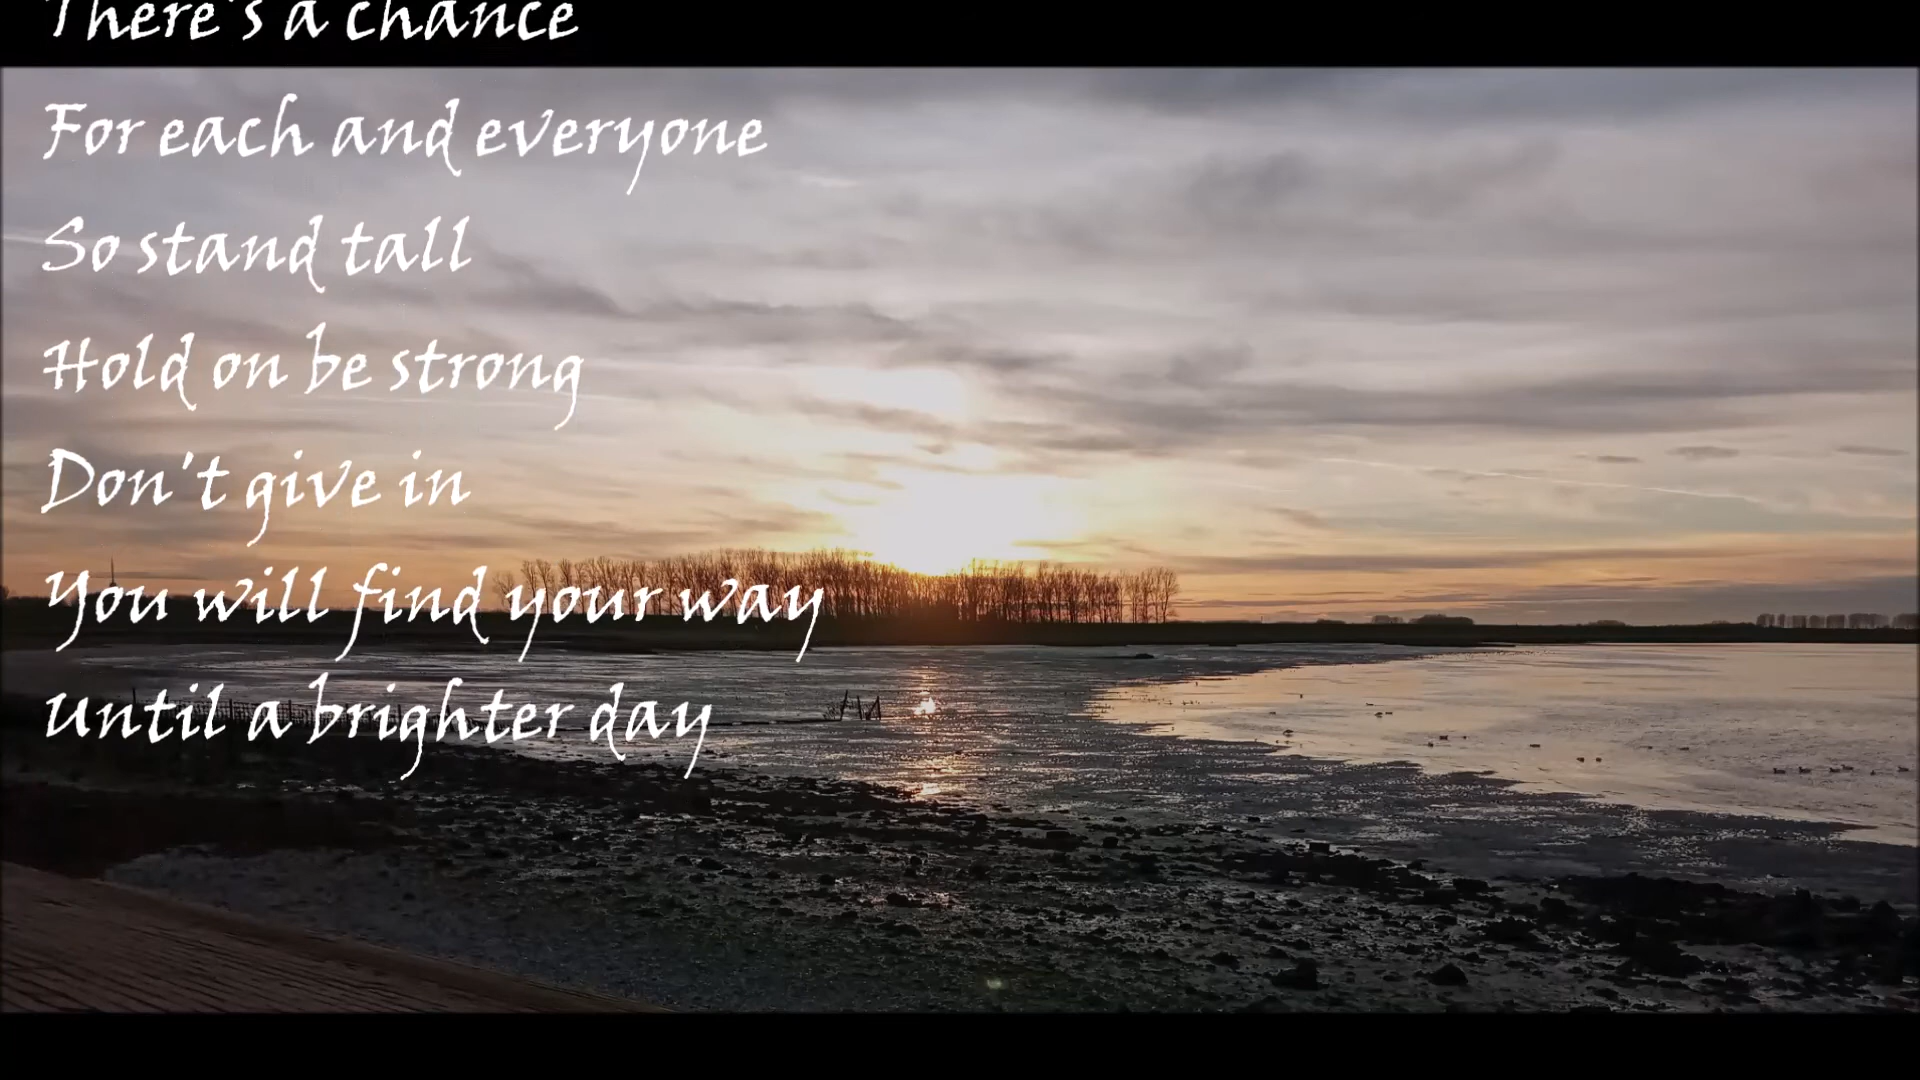 There's a chance
For each and everyone
So stand tall
Hold on be strong
Don't give in
You will find your way
Until a brighter day